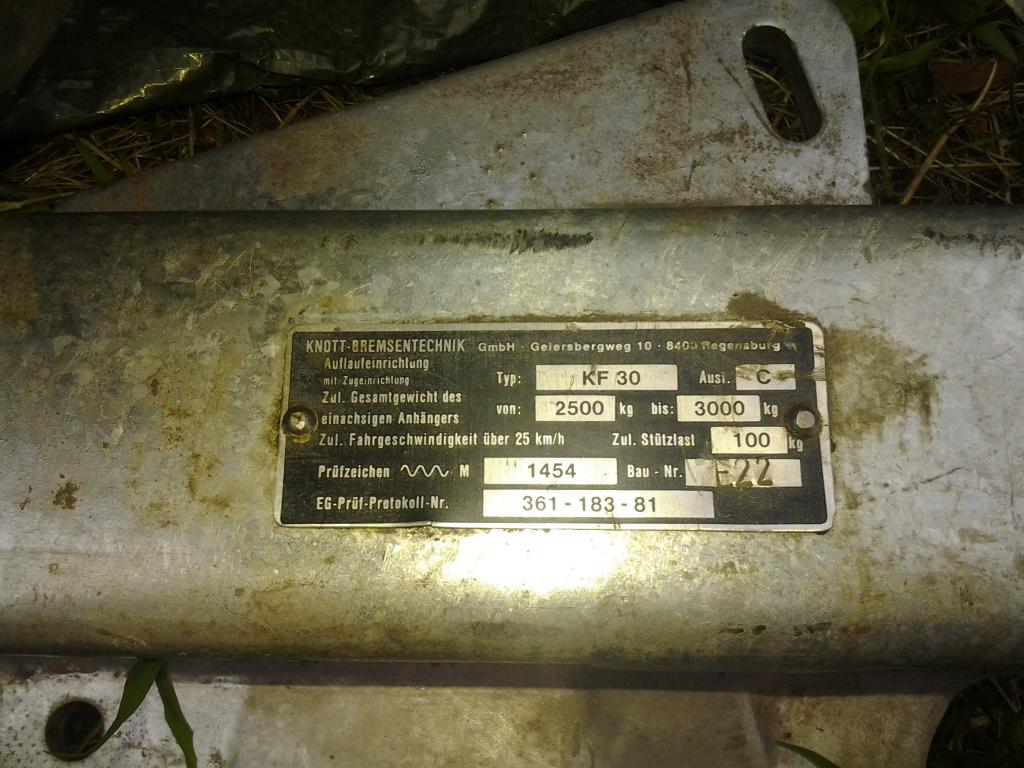 KNOTT-BREMSENTECHNIK GmbH · Geiersbergweg 10 · 8400 Regensburg
Auflaufeinrichtung
mit Zugeinrichtung Typ: KF 30 Ausf. C
Zul. Gesamtgewicht des
einachsigen Anhängers von: 2500 kg bis: 3000 kg
Zul. Fahrgeschwindigkeit über 25 km/h Zul. Stützlast 100 kg
Prüfzeichen M 1454 Bau - Nr. E22
EG-Prüf-Protokoll-Nr. 361 - 183 - 81